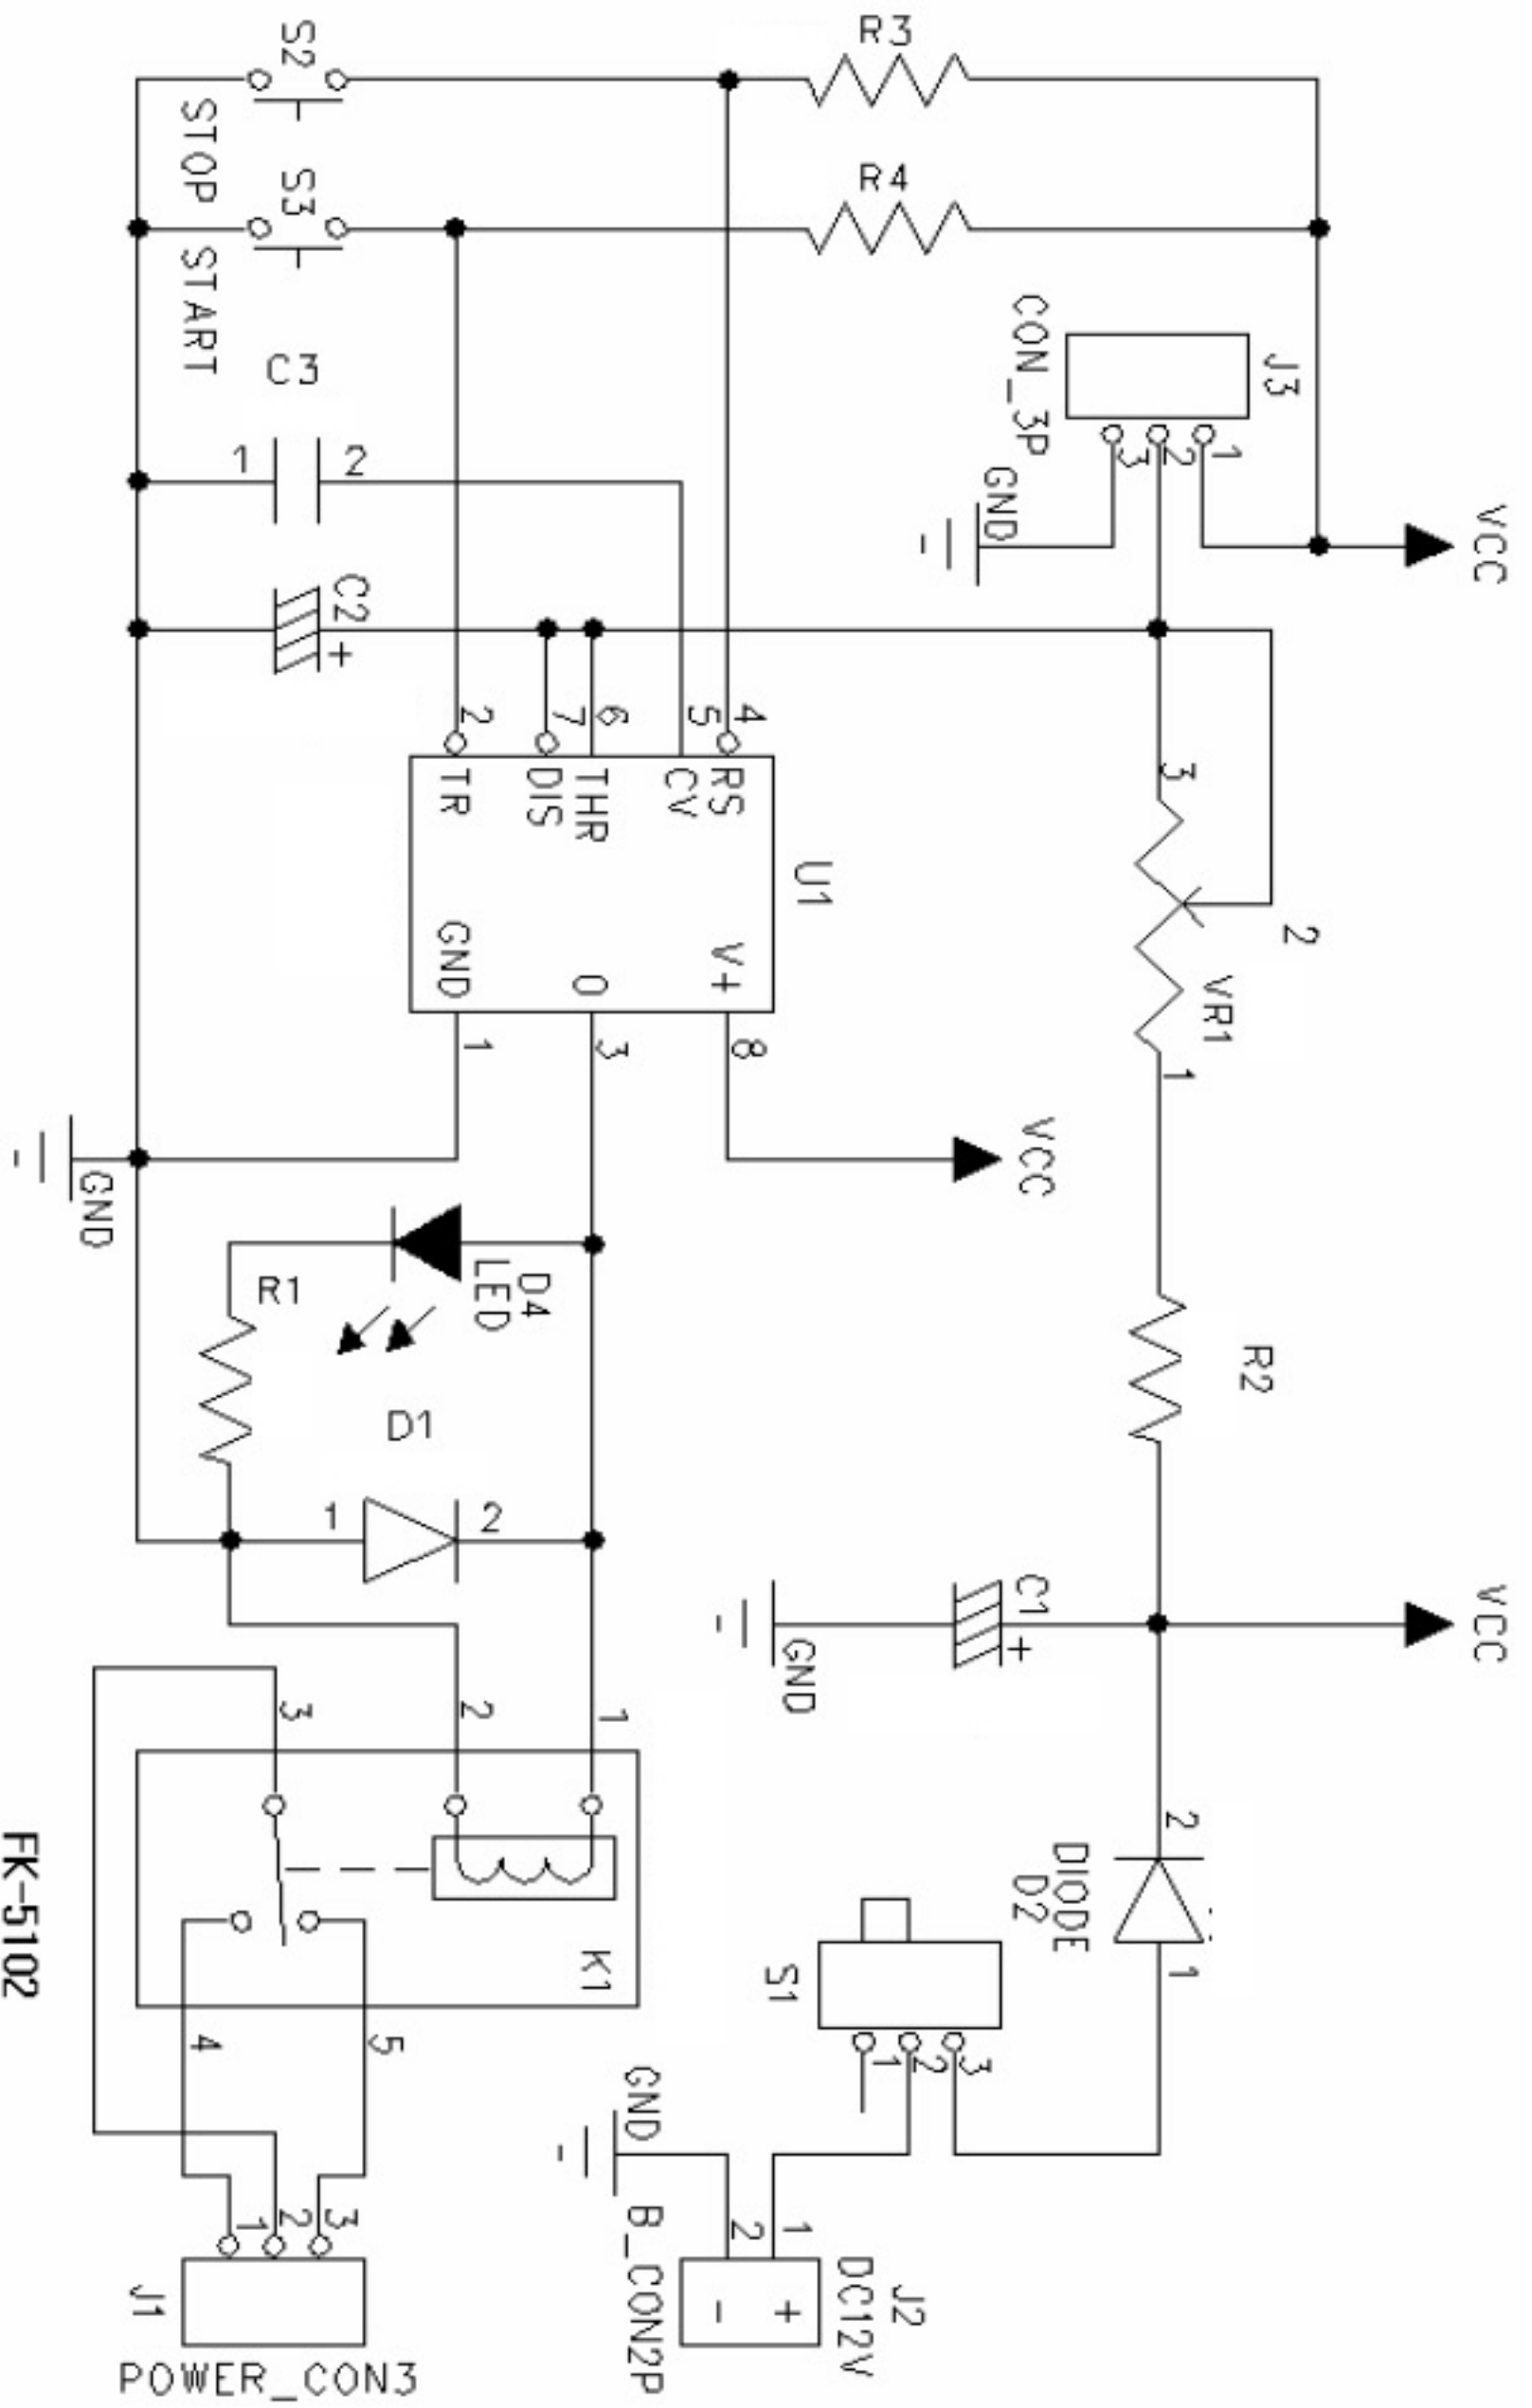 S2
STOP
R3
S3
START
R4
C3
1
2
CON_3P
J3
1
2
3
GND
VCC
C2
+
2
7
6
5
4
TR
DIS
THR
CV
RS
U1
GND
O
V+
1
3
8
3
2
VR1
1
VCC
GND
R1
D4
LED
D1
1
2
R2
C1
+
GND
VCC
3
2
1
K1
4
5
2
DIODE
D2
1
S1
1
2
3
GND
FK-5102
1
2
3
J1
POWER_CON3
B_CON2P
2
1
-
+
J2
DC12V